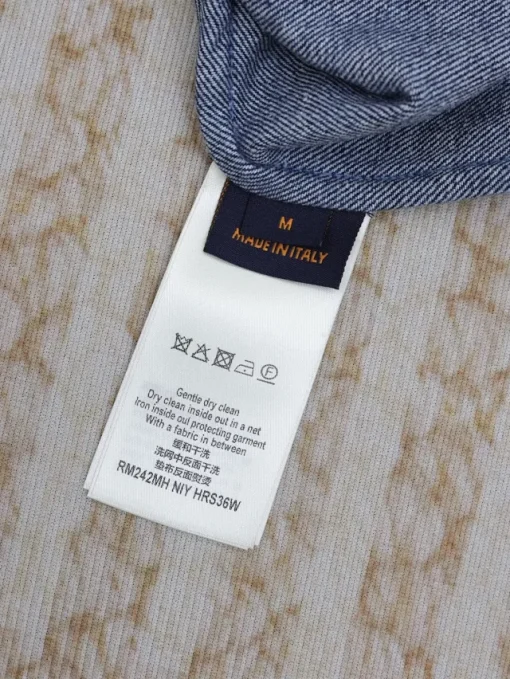 M
MADE IN ITALY
F
Gentle dry clean
Dry clean inside out in a net
Iron inside oul protecting garment
With a fabric in between
缓和干洗
洗网中反面干洗
垫布反面熨烫
RM242MH NIY HRS36W